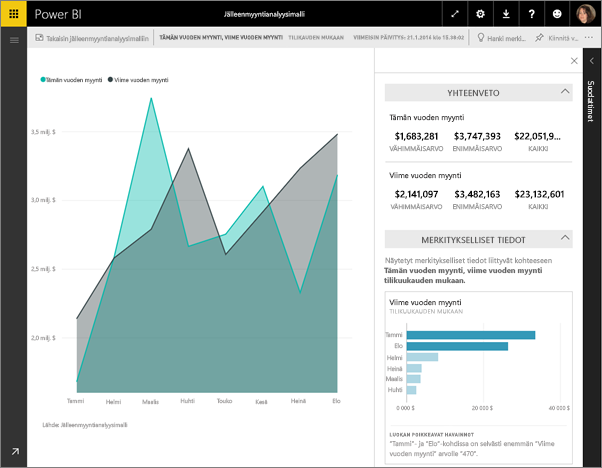 Power BI
Jälleenmyyntianalyysimalli
Takaisin jälleenmyyntianalyysimalliin
TÄMÄN VUODEN MYYNTI, VIIME VUODEN MYYNTI TILIKAUDEN MUKAAN
VIIMEISIN PÄIVITYS: 21.1.2016 klo 15.09.02
Hanki merki...
Kiinnitä v...
Tämän vuoden myynti Viime vuoden myynti
3,5 milj. $
3,0 milj. $
2,5 milj. $
2,0 milj. $
Tammi Helmi Maalis Huhti Touko Kesä Heinä Elo
Lähde: Jälleenmyyntianalyysimalli
YHTEENVETO
Tämän vuoden myynti
$1,683,281 $3,747,393 $22,051,9...
VÄHIMMÄISARVO ENIMMÄISARVO KAIKKI
Viime vuoden myynti
$2,141,097 $3,482,163 $23,132,601
VÄHIMMÄISARVO ENIMMÄISARVO KAIKKI
MERKITYKSELLISET TIEDOT
Näytetyt merkitykselliset tiedot liittyvät kohteeseen
Tämän vuoden myynti, viime vuoden myynti
tilikuukauden mukaan.
Viime vuoden myynti
TILIKUUKAUDEN MUKAAN
Tammi
Elo
Helmi
Heinä
Maalis
Huhti
0 000 $ 20 000 $ 40 000 $
LUOKAN POIKKEAVAT HAVAINNOT
"Tammi"- ja "Elo"-kohdissa on selvästi enemmän "Viime
vuoden myynti" arvolle "470".
Suodattimet